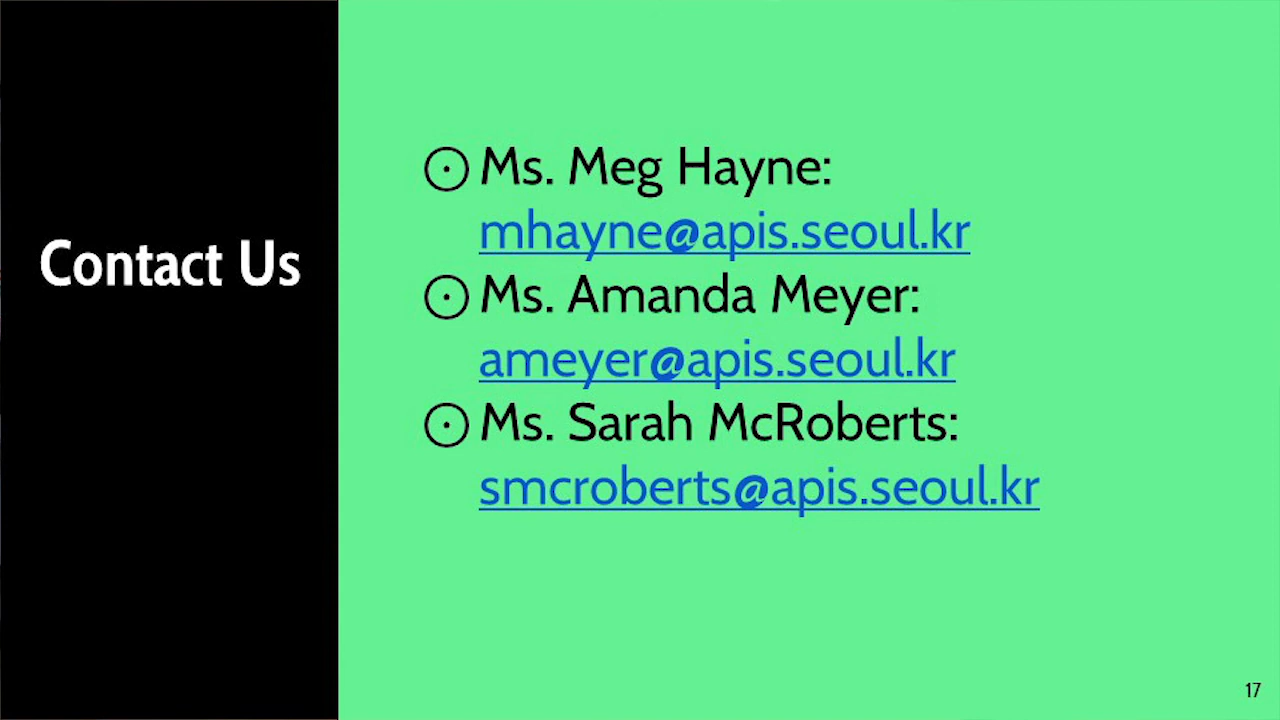 Contact Us
⊙ Ms. Meg Hayne:
mhayne@apis.seoul.kr
⊙ Ms. Amanda Meyer:
ameyer@apis.seoul.kr
⊙ Ms. Sarah McRoberts:
smcroberts@apis.seoul.kr
17